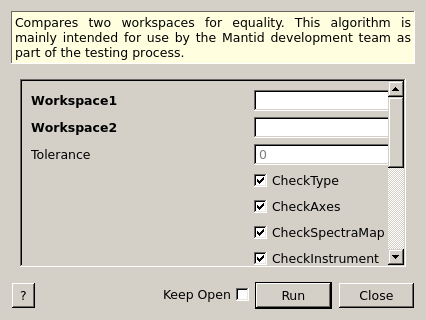 Compares two workspaces for equality. This algorithm is
mainly intended for use by the Mantid development team as
part of the testing process.
Workspace1
Workspace2
Tolerance 0
CheckType
CheckAxes
CheckSpectraMap
CheckInstrument
? Keep Open Run Close